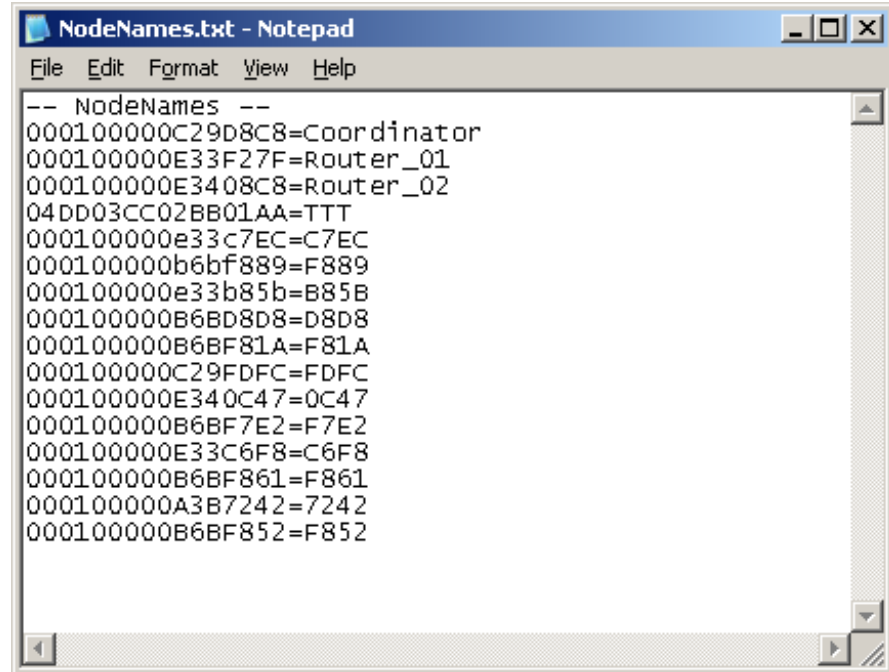 NodeNames.txt - Notepad
File Edit Format View Help
-- NodeNames --
000100000C29D8C8=Coordinator
000100000E33F27F=Router_01
000100000E3408C8=Router_02
04DD03CC02BB01AA=TTT
000100000e33c7EC=C7EC
000100000b6bf889=F889
000100000e33b85b=B85B
000100000B6BD8D8=D8D8
000100000B6BF81A=F81A
000100000C29FDFC=FDFC
000100000E340C47=0C47
000100000B6BF7E2=F7E2
000100000E33C6F8=C6F8
000100000B6BF861=F861
000100000A3B7242=7242
000100000B6BF852=F852